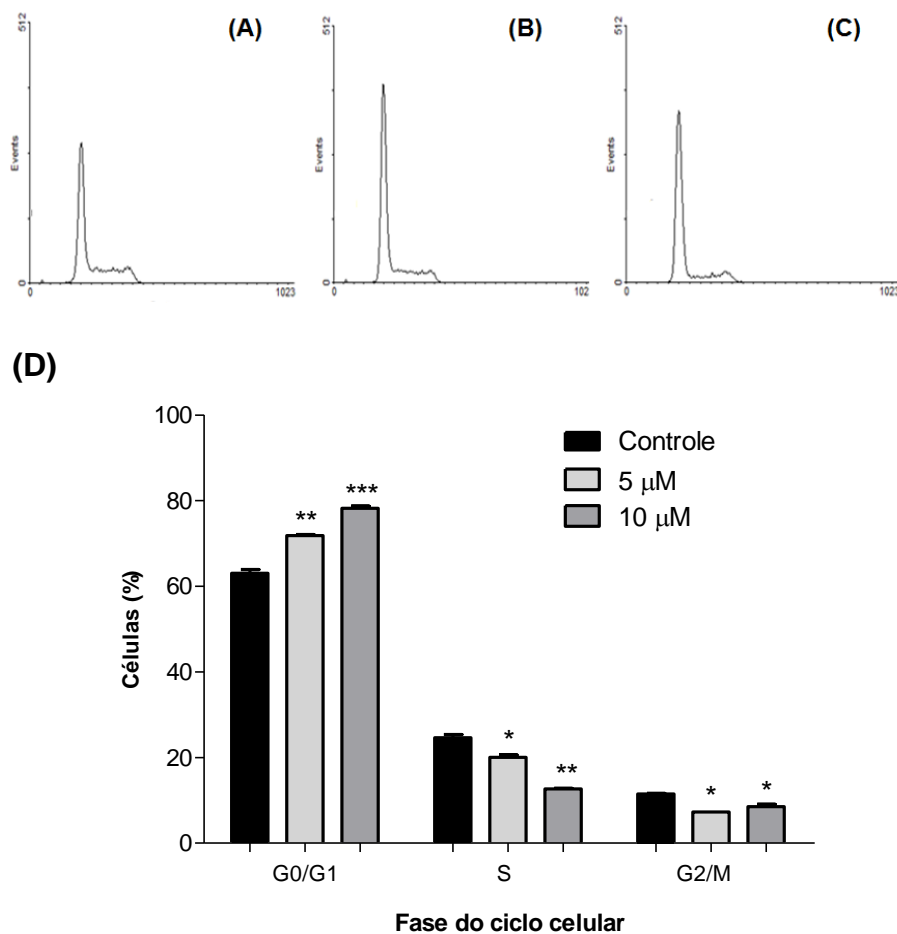 (A)
(B)
(C)
512
Events
0
0
1023
512
Events
0
0
102
512
Events
0
0
1023
(D)
100
80
60
40
20
0
Células (%)
Controle
5 μM
10 μM
**
***
*
**
*
*
G0/G1
S
G2/M
Fase do ciclo celular